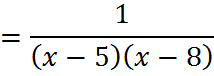 = 1/((x − 5)(x − 8))